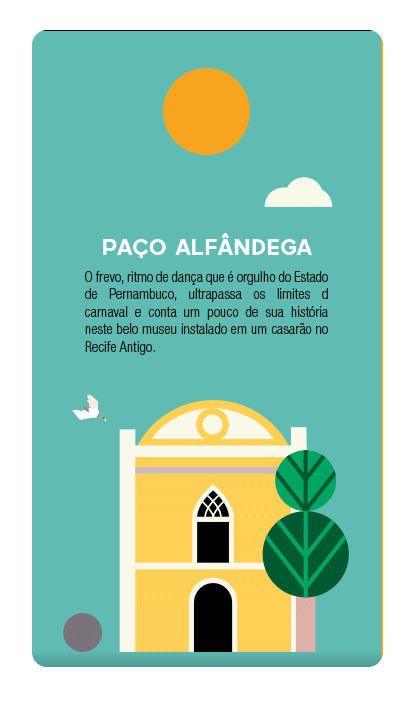 PAÇO ALFÂNDEGA
O frevo, ritmo de dança que é orgulho do Estado
de Pernambuco, ultrapassa os limites d
carnaval e conta um pouco de sua história
neste belo museu instalado em um casarão no
Recife Antigo.